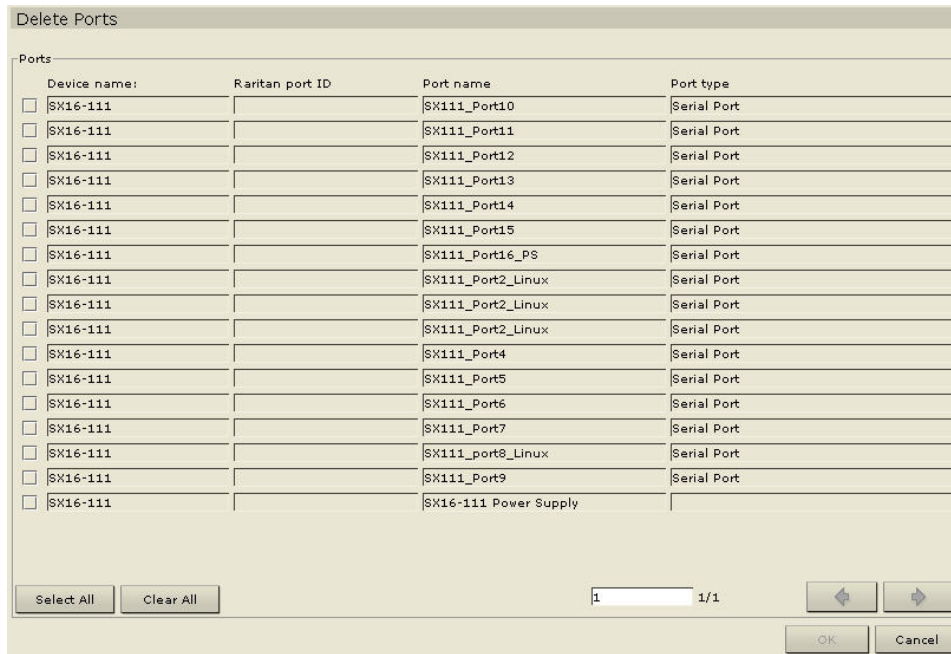 Delete Ports
Ports
Device name: Raritan port ID Port name Port type
SX16-111 SX111_Port10 Serial Port
SX16-111 SX111_Port11 Serial Port
SX16-111 SX111_Port12 Serial Port
SX16-111 SX111_Port13 Serial Port
SX16-111 SX111_Port14 Serial Port
SX16-111 SX111_Port15 Serial Port
SX16-111 SX111_Port16_PS Serial Port
SX16-111 SX111_Port2_Linux Serial Port
SX16-111 SX111_Port2_Linux Serial Port
SX16-111 SX111_Port2_Linux Serial Port
SX16-111 SX111_Port4 Serial Port
SX16-111 SX111_Port5 Serial Port
SX16-111 SX111_Port6 Serial Port
SX16-111 SX111_Port7 Serial Port
SX16-111 SX111_port8_Linux Serial Port
SX16-111 SX111_Port9 Serial Port
SX16-111 SX16-111 Power Supply
Select All Clear All 1 1/1
OK Cancel